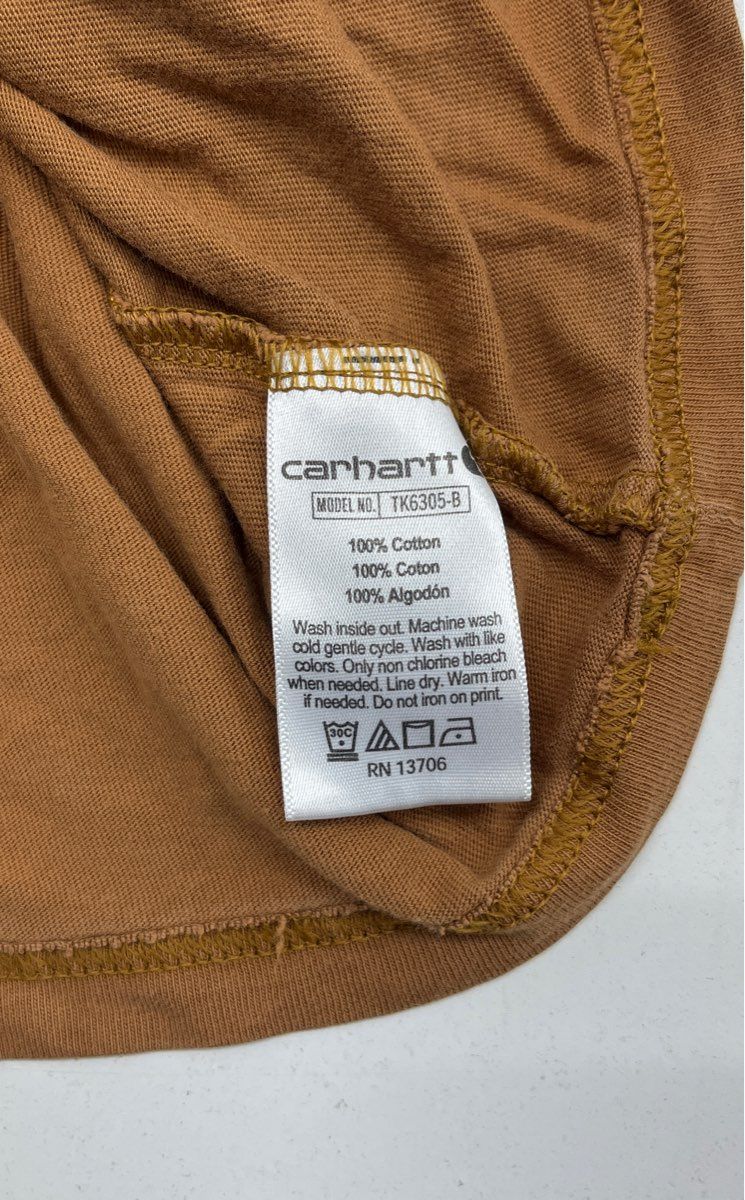 carhartt
MODEL NO. TK6305-B
100% Cotton
100% Coton
100% Algodón
Wash inside out. Machine wash
cold gentle cycle. Wash with like
colors. Only non chlorine bleach
when needed. Line dry. Warm iron
if needed. Do not iron on print.
30C
RN 13706